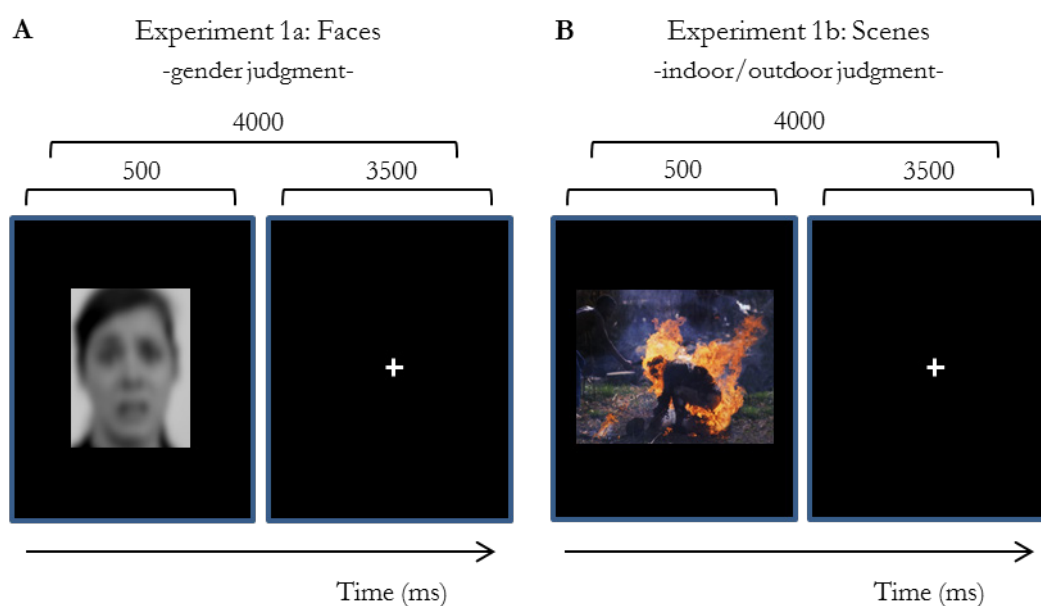 A
Experiment 1a: Faces
-gender judgment-
4000
500
3500
+
Time (ms)
B
Experiment 1b: Scenes
-indoor/outdoor judgment-
4000
500
3500
+
Time (ms)